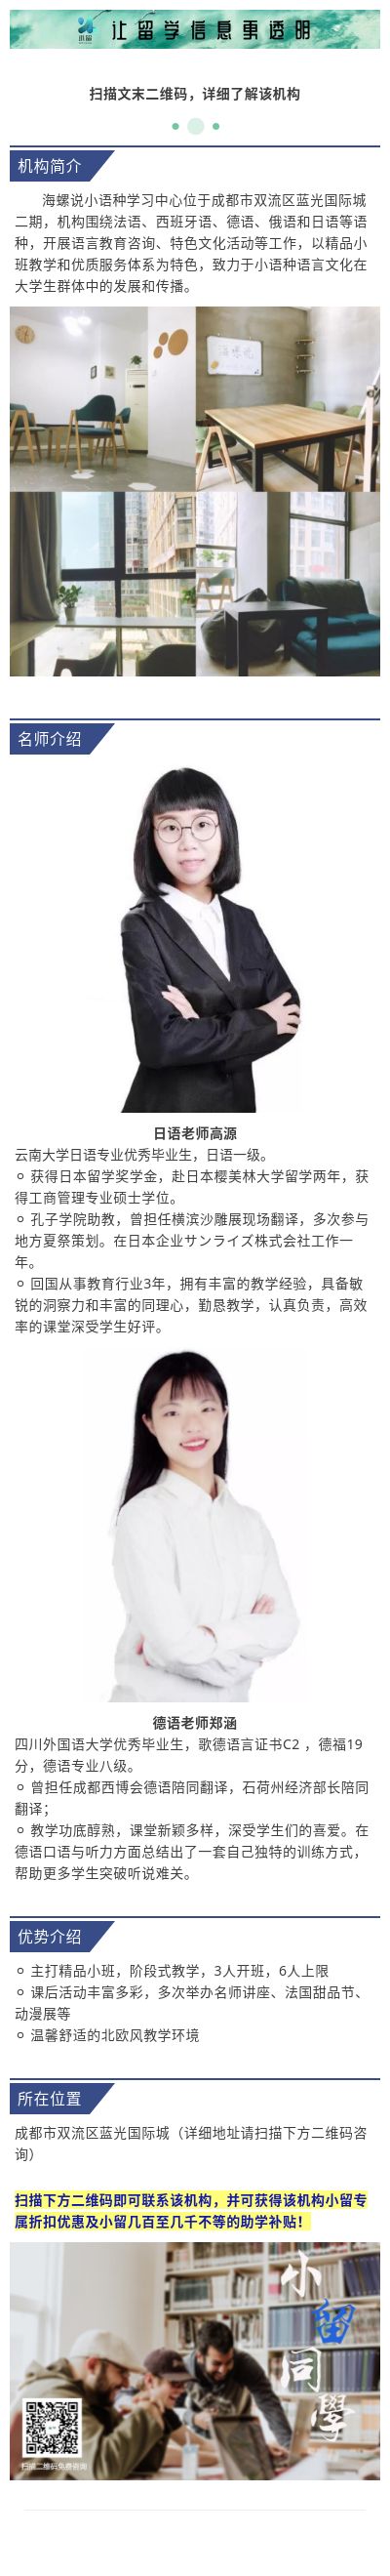 小留
让留学信息更透明
扫描文末二维码，详细了解该机构
机构简介
海螺说小语种学习中心位于成都市双流区蓝光国际城
二期，机构围绕法语、西班牙语、德语、俄语和日语等语
种，开展语言教育咨询、特色文化活动等工作，以精品小
班教学和优质服务体系为特色，致力于小语种语言文化在
大学生群体中的发展和传播。
海螺说
名师介绍
日语老师高源
云南大学日语专业优秀毕业生，日语一级。
⚪ 获得日本留学奖学金，赴日本樱美林大学留学两年，获
得工商管理专业硕士学位。
⚪ 孔子学院助教，曾担任横滨沙雕展现场翻译，多次参与
地方夏祭策划。在日本企业サンライズ株式会社工作一
年。
⚪ 回国从事教育行业3年，拥有丰富的教学经验，具备敏
锐的洞察力和丰富的同理心，勤恳教学，认真负责，高效
率的课堂深受学生好评。
德语老师郑涵
四川外国语大学优秀毕业生，歌德语言证书C2 ，德福19
分，德语专业八级。
⚪ 曾担任成都西博会德语陪同翻译，石荷州经济部长陪同
翻译；
⚪ 教学功底醇熟，课堂新颖多样，深受学生们的喜爱。在
德语口语与听力方面总结出了一套自己独特的训练方式，
帮助更多学生突破听说难关。
优势介绍
⚪ 主打精品小班，阶段式教学，3人开班，6人上限
⚪ 课后活动丰富多彩，多次举办名师讲座、法国甜品节、
动漫展等
⚪ 温馨舒适的北欧风教学环境
所在位置
成都市双流区蓝光国际城（详细地址请扫描下方二维码咨
询）
扫描下方二维码即可联系该机构，并可获得该机构小留专
属折扣优惠及小留几百至几千不等的助学补贴！
小留同學
扫描二维码免费咨询